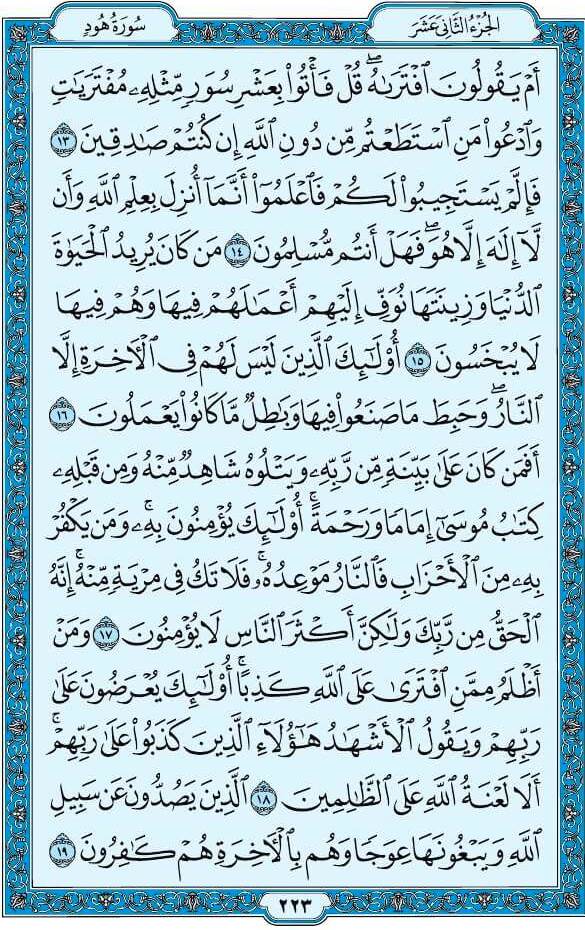 الجُزْءُ الثَّانِي عَشَرَ
سُورَةُ هُودٍ
أَمْ يَقُولُونَ ٱفْتَرَىٰهُۖ قُلْ فَأْتُوا۟ بِعَشْرِ سُوَرٍ مِّثْلِهِۦ مُفْتَرَيَٰتٍ
وَٱدْعُوا۟ مَنِ ٱسْتَطَعْتُم مِّن دُونِ ٱللَّهِ إِن كُنتُمْ صَٰدِقِينَ ١٣
فَإِلَّمْ يَسْتَجِيبُوا۟ لَكُمْ فَٱعْلَمُوٓا۟ أَنَّمَآ أُنزِلَ بِعِلْمِ ٱللَّهِ وَأَن
لَّآ إِلَٰهَ إِلَّا هُوَۖ فَهَلْ أَنتُم مُّسْلِمُونَ ١٤ مَن كَانَ يُرِيدُ ٱلْحَيَوٰةَ
ٱلدُّنْيَا وَزِينَتَهَا نُوَفِّ إِلَيْهِمْ أَعْمَٰلَهُمْ فِيهَا وَهُمْ فِيهَا
لَا يُبْخَسُونَ ١٥ أُو۟لَٰٓئِكَ ٱلَّذِينَ لَيْسَ لَهُمْ فِى ٱلْءَاخِرَةِ إِلَّا
ٱلنَّارُۖ وَحَبِطَ مَا صَنَعُوا۟ فِيهَا وَبَٰطِلٌ مَّا كَانُوا۟ يَعْمَلُونَ ١٦
أَفَمَن كَانَ عَلَىٰ بَيِّنَةٍ مِّن رَّبِّهِۦ وَيَتْلُوهُ شَاهِدٌ مِّنْهُ وَمِن قَبْلِهِۦ
كِتَٰبُ مُوسَىٰٓ إِمَامًا وَرَحْمَةًۚ أُو۟لَٰٓئِكَ يُؤْمِنُونَ بِهِۦۚ وَمَن يَكْفُرْ
بِهِۦ مِنَ ٱلْأَحْزَابِ فَٱلنَّارُ مَوْعِدُهُۥۚ فَلَا تَكُ فِى مِرْيَةٍ مِّنْهُۚ إِنَّهُ
ٱلْحَقُّ مِن رَّبِّكَ وَلَٰكِنَّ أَكْثَرَ ٱلنَّاسِ لَا يُؤْمِنُونَ ١٧ وَمَنْ
أَظْلَمُ مِمَّنِ ٱفْتَرَىٰ عَلَى ٱللَّهِ كَذِبًاۚ أُو۟لَٰٓئِكَ يُعْرَضُونَ عَلَىٰ
رَبِّهِمْ وَيَقُولُ ٱلْأَشْهَٰدُ هَٰٓؤُلَآءِ ٱلَّذِينَ كَذَبُوا۟ عَلَىٰ رَبِّهِمْۚ
أَلَا لَعْنَةُ ٱللَّهِ عَلَى ٱلظَّٰلِمِينَ ١٨ ٱلَّذِينَ يَصُدُّونَ عَن سَبِيلِ
ٱللَّهِ وَيَبْغُونَهَا عِوَجًا وَهُم بِٱلْءَاخِرَةِ هُمْ كَٰفِرُونَ ١٩
٢٢٣